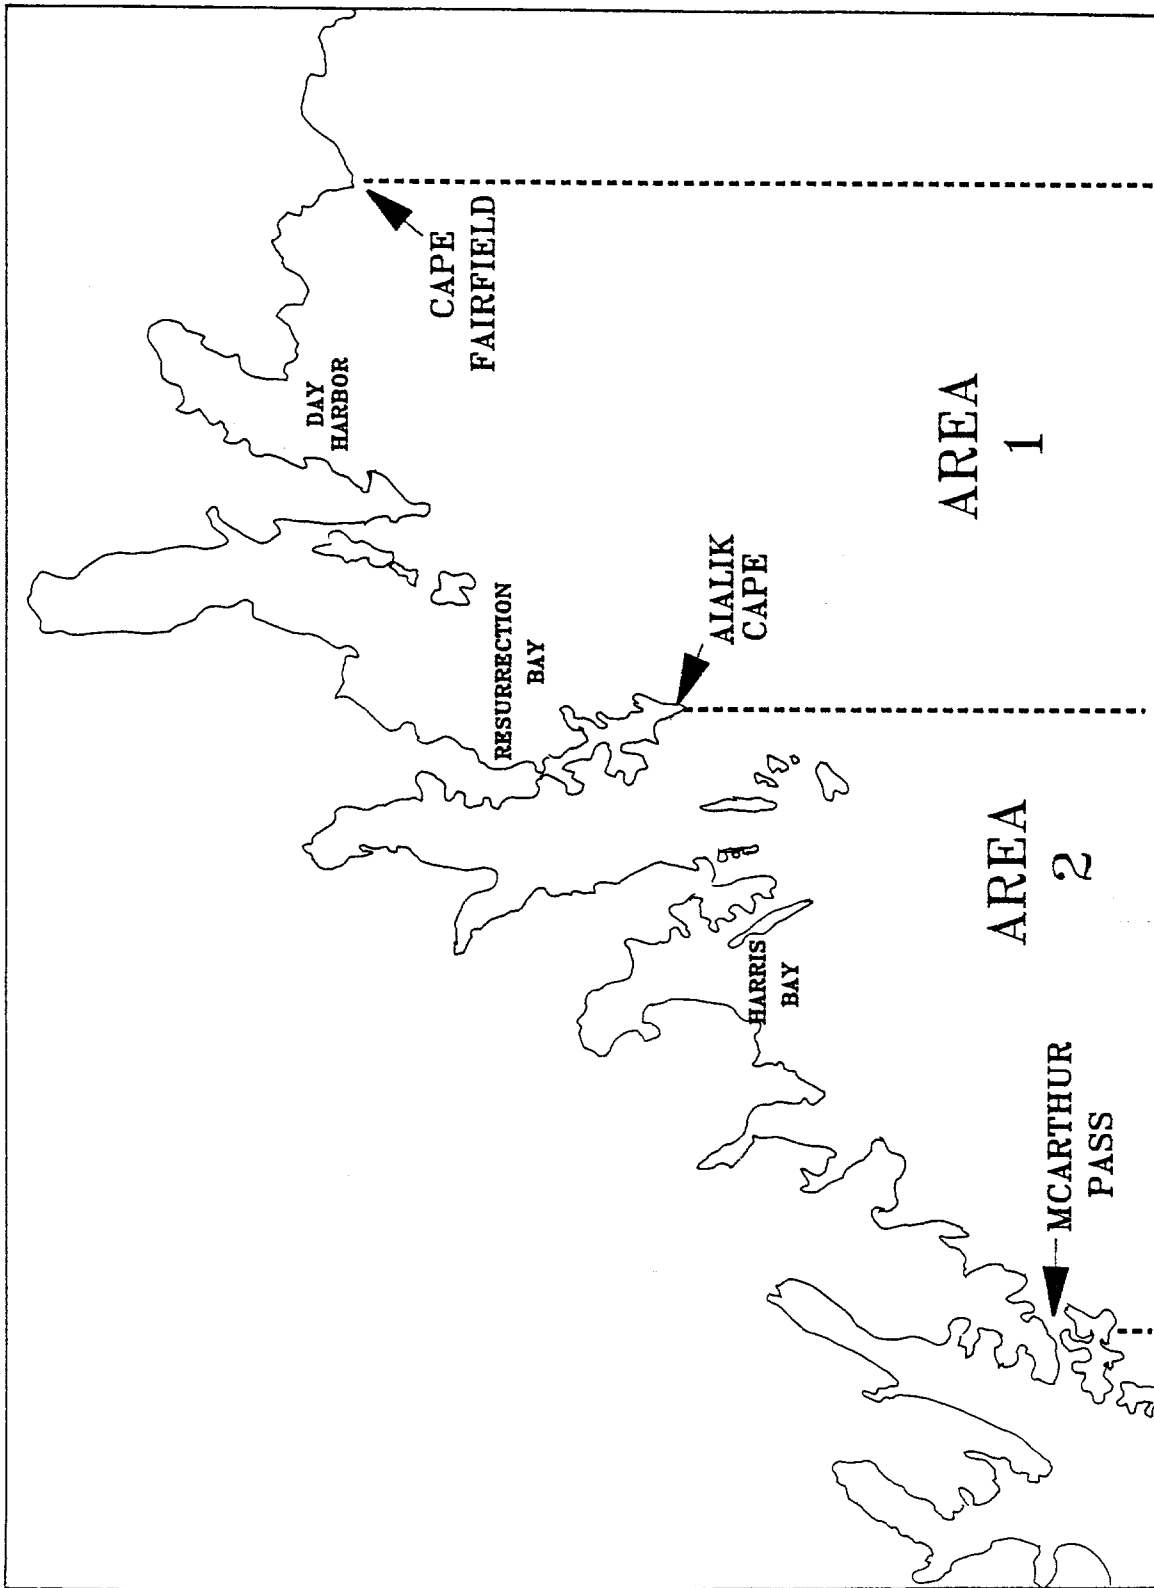 CAPE
FAIRFIELD
DAY
HARBOR
AREA
1
RESURRECTION
BAY
AIALIK
CAPE
AREA
2
HARRIS
BAY
MCARTHUR
PASS